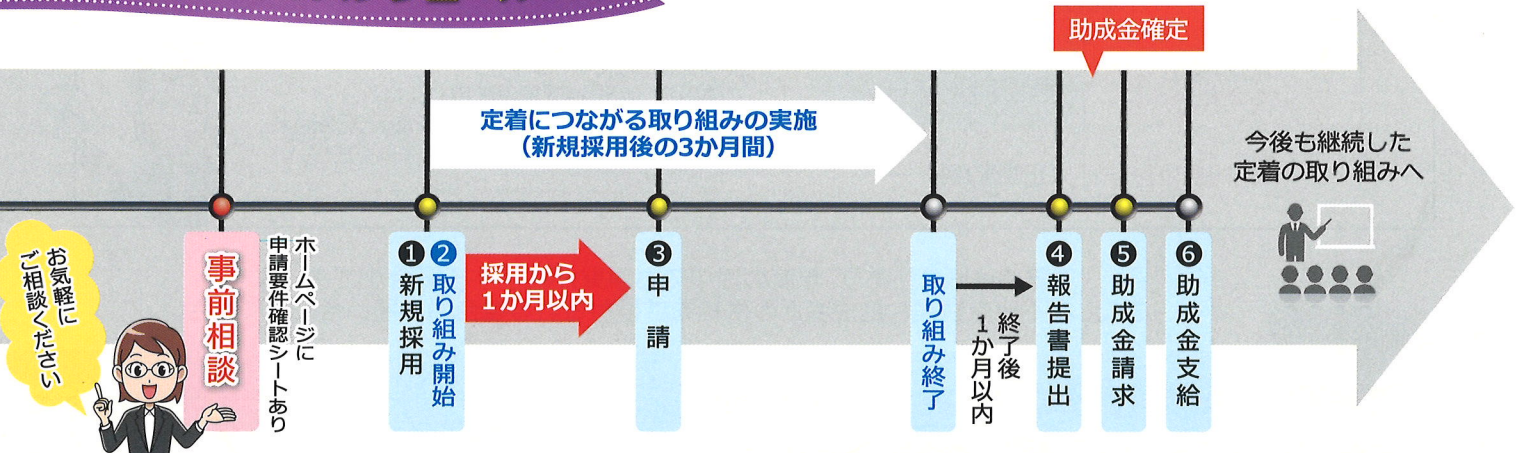 助成金確定
定着につながる取り組みの実施
（新規採用後の3か月間）
今後も継続した
定着の取り組みへ
お気軽に
ご相談ください
事前相談
ホームページに
申請要件確認シートあり
❶新規採用
❷取り組み開始
採用から
1か月以内
❸申請
取り組み終了
終了後
1か月以内
❹報告書提出
❺助成金請求
❻助成金支給